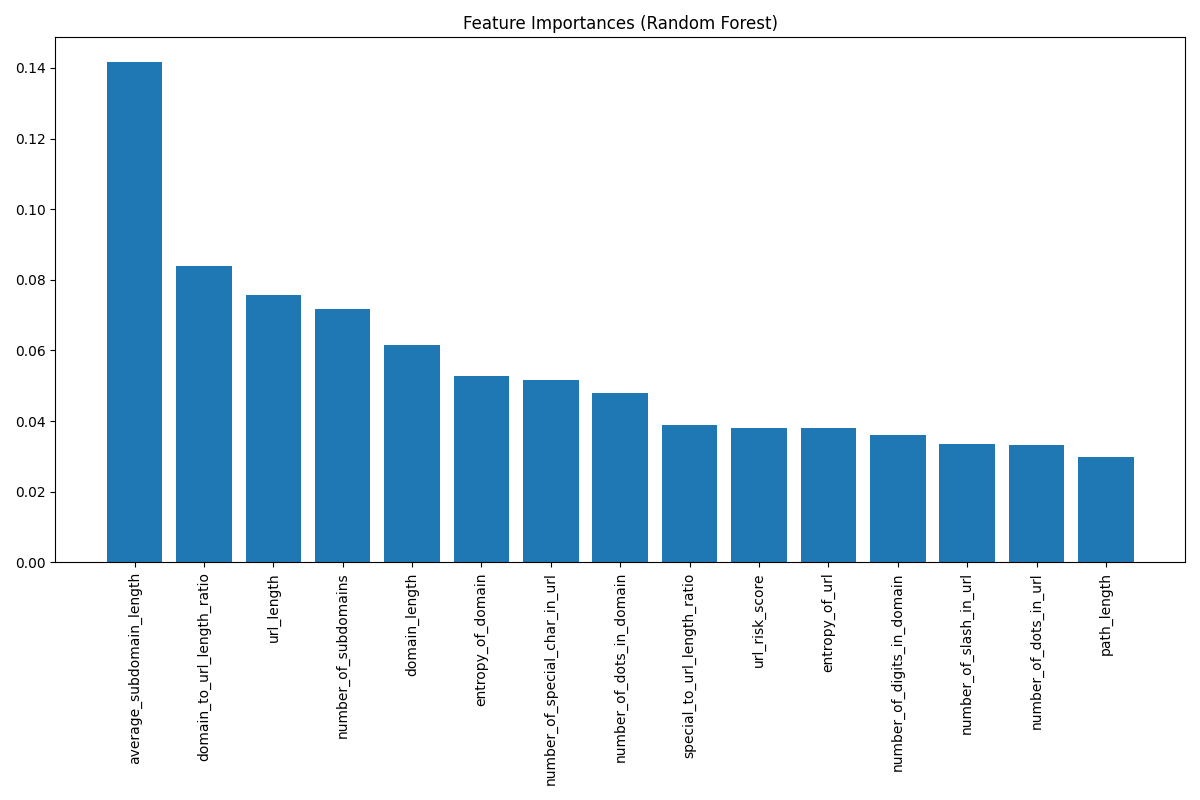 Feature Importances (Random Forest)
0.14
0.12
0.10
0.08
0.06
0.04
0.02
0.00
average_subdomain_length
domain_to_url_length_ratio
url_length
number_of_subdomains
domain_length
entropy_of_domain
number_of_special_char_in_url
number_of_dots_in_domain
special_to_url_length_ratio
url_risk_score
entropy_of_url
number_of_digits_in_domain
number_of_slash_in_url
number_of_dots_in_url
path_length